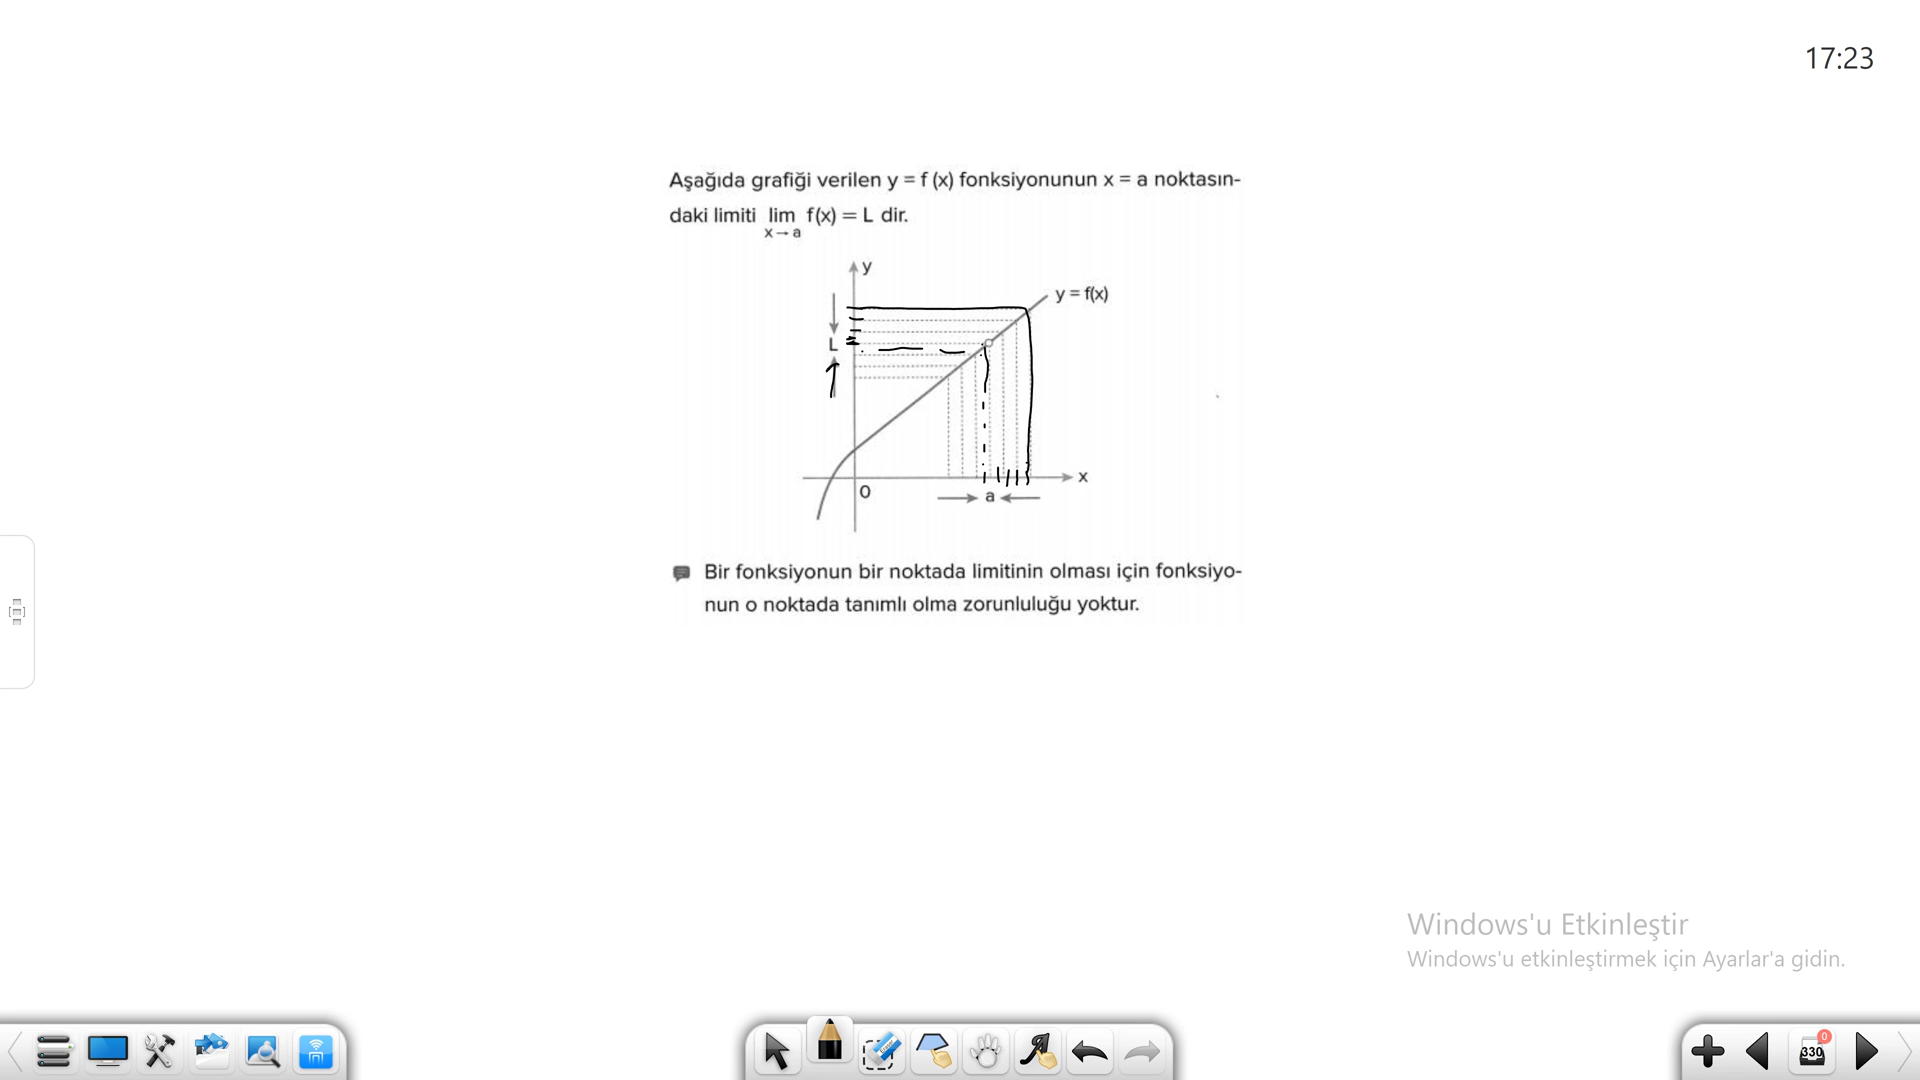 17:23
Aşağıda grafiği verilen y = f (x) fonksiyonunun x = a noktasın-
daki limiti lim f(x) = L dir.
x→a
y
y = f(x)
L
x
O
a
Bir fonksiyonun bir noktada limitinin olması için fonksiyo-
nun o noktada tanımlı olma zorunluluğu yoktur.
Windows'u Etkinleştir
Windows'u etkinleştirmek için Ayarlar'a gidin.
0
330